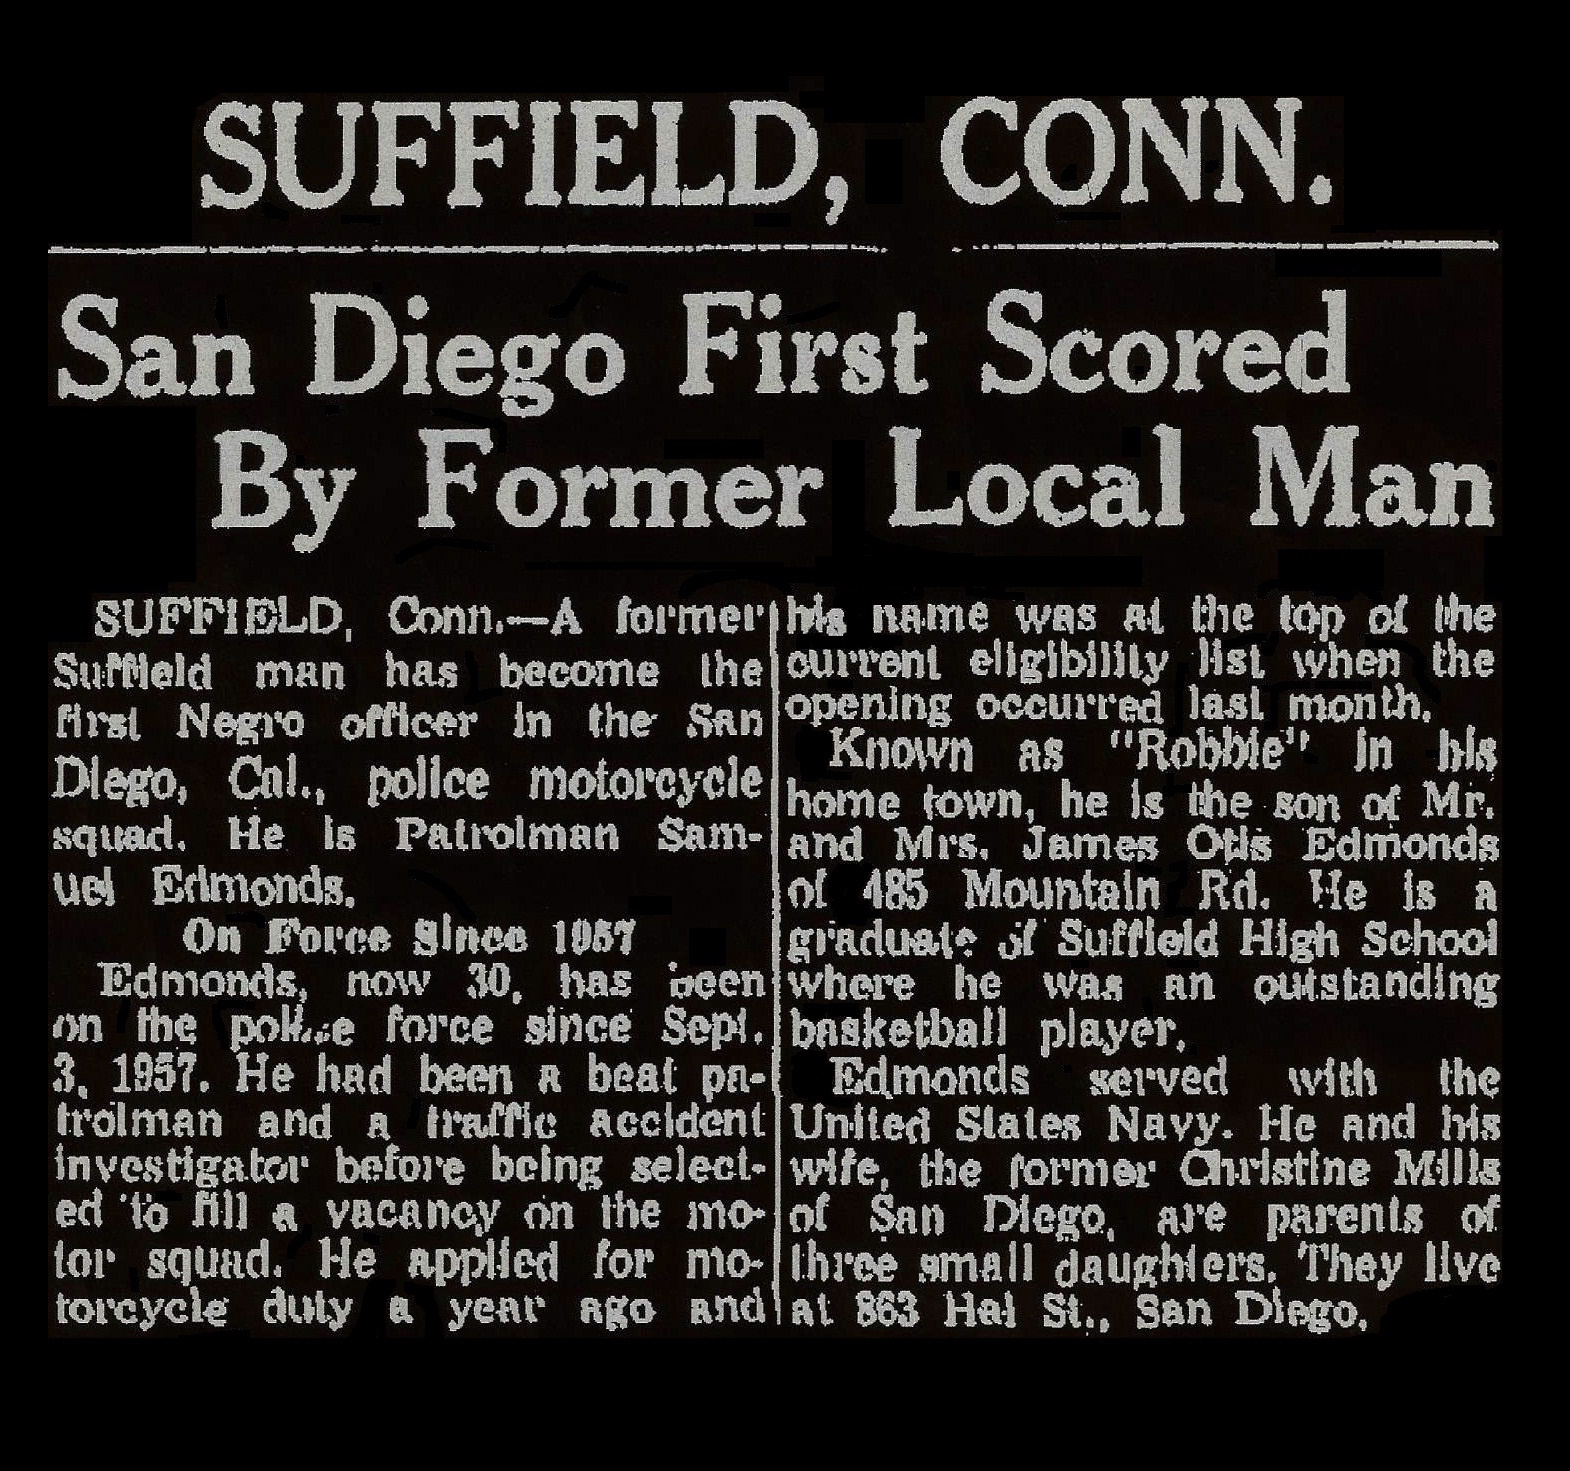 SUFFIELD, CONN.
San Diego First Scored
By Former Local Man
SUFFIELD, Conn.—A former
Suffield man has become the
first Negro officer in the San
Diego, Cal., police motorcycle
squad. He is Patrolman Sam-
uel Edmonds.
On Force Since 1957
Edmonds, now 30, has been
on the police force since Sept.
3, 1957. He had been a beat pa-
trolman and a traffic accident
investigator before being select-
ed to fill a vacancy on the mo-
tor squad. He applied for mo-
torcycle duty a year ago and
his name was at the top of the
current eligibility list when the
opening occurred last month.
Known as "Robbie" in his
home town, he is the son of Mr.
and Mrs. James Otis Edmonds
of 485 Mountain Rd. He is a
graduate of Suffield High School
where he was an outstanding
basketball player.
Edmonds served with the
United States Navy. He and his
wife, the former Christine Mills
of San Diego, are parents of
three small daughters. They live
at 863 Hal St., San Diego.